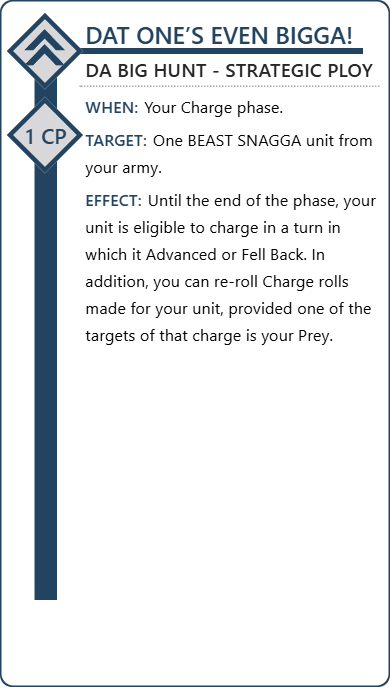 DAT ONE’S EVEN BIGGA!
DA BIG HUNT - STRATEGIC PLOY
WHEN: Your Charge phase.
1 CP
TARGET: One BEAST SNAGGA unit from
your army.
EFFECT: Until the end of the phase, your
unit is eligible to charge in a turn in
which it Advanced or Fell Back. In
addition, you can re-roll Charge rolls
made for your unit, provided one of the
targets of that charge is your Prey.